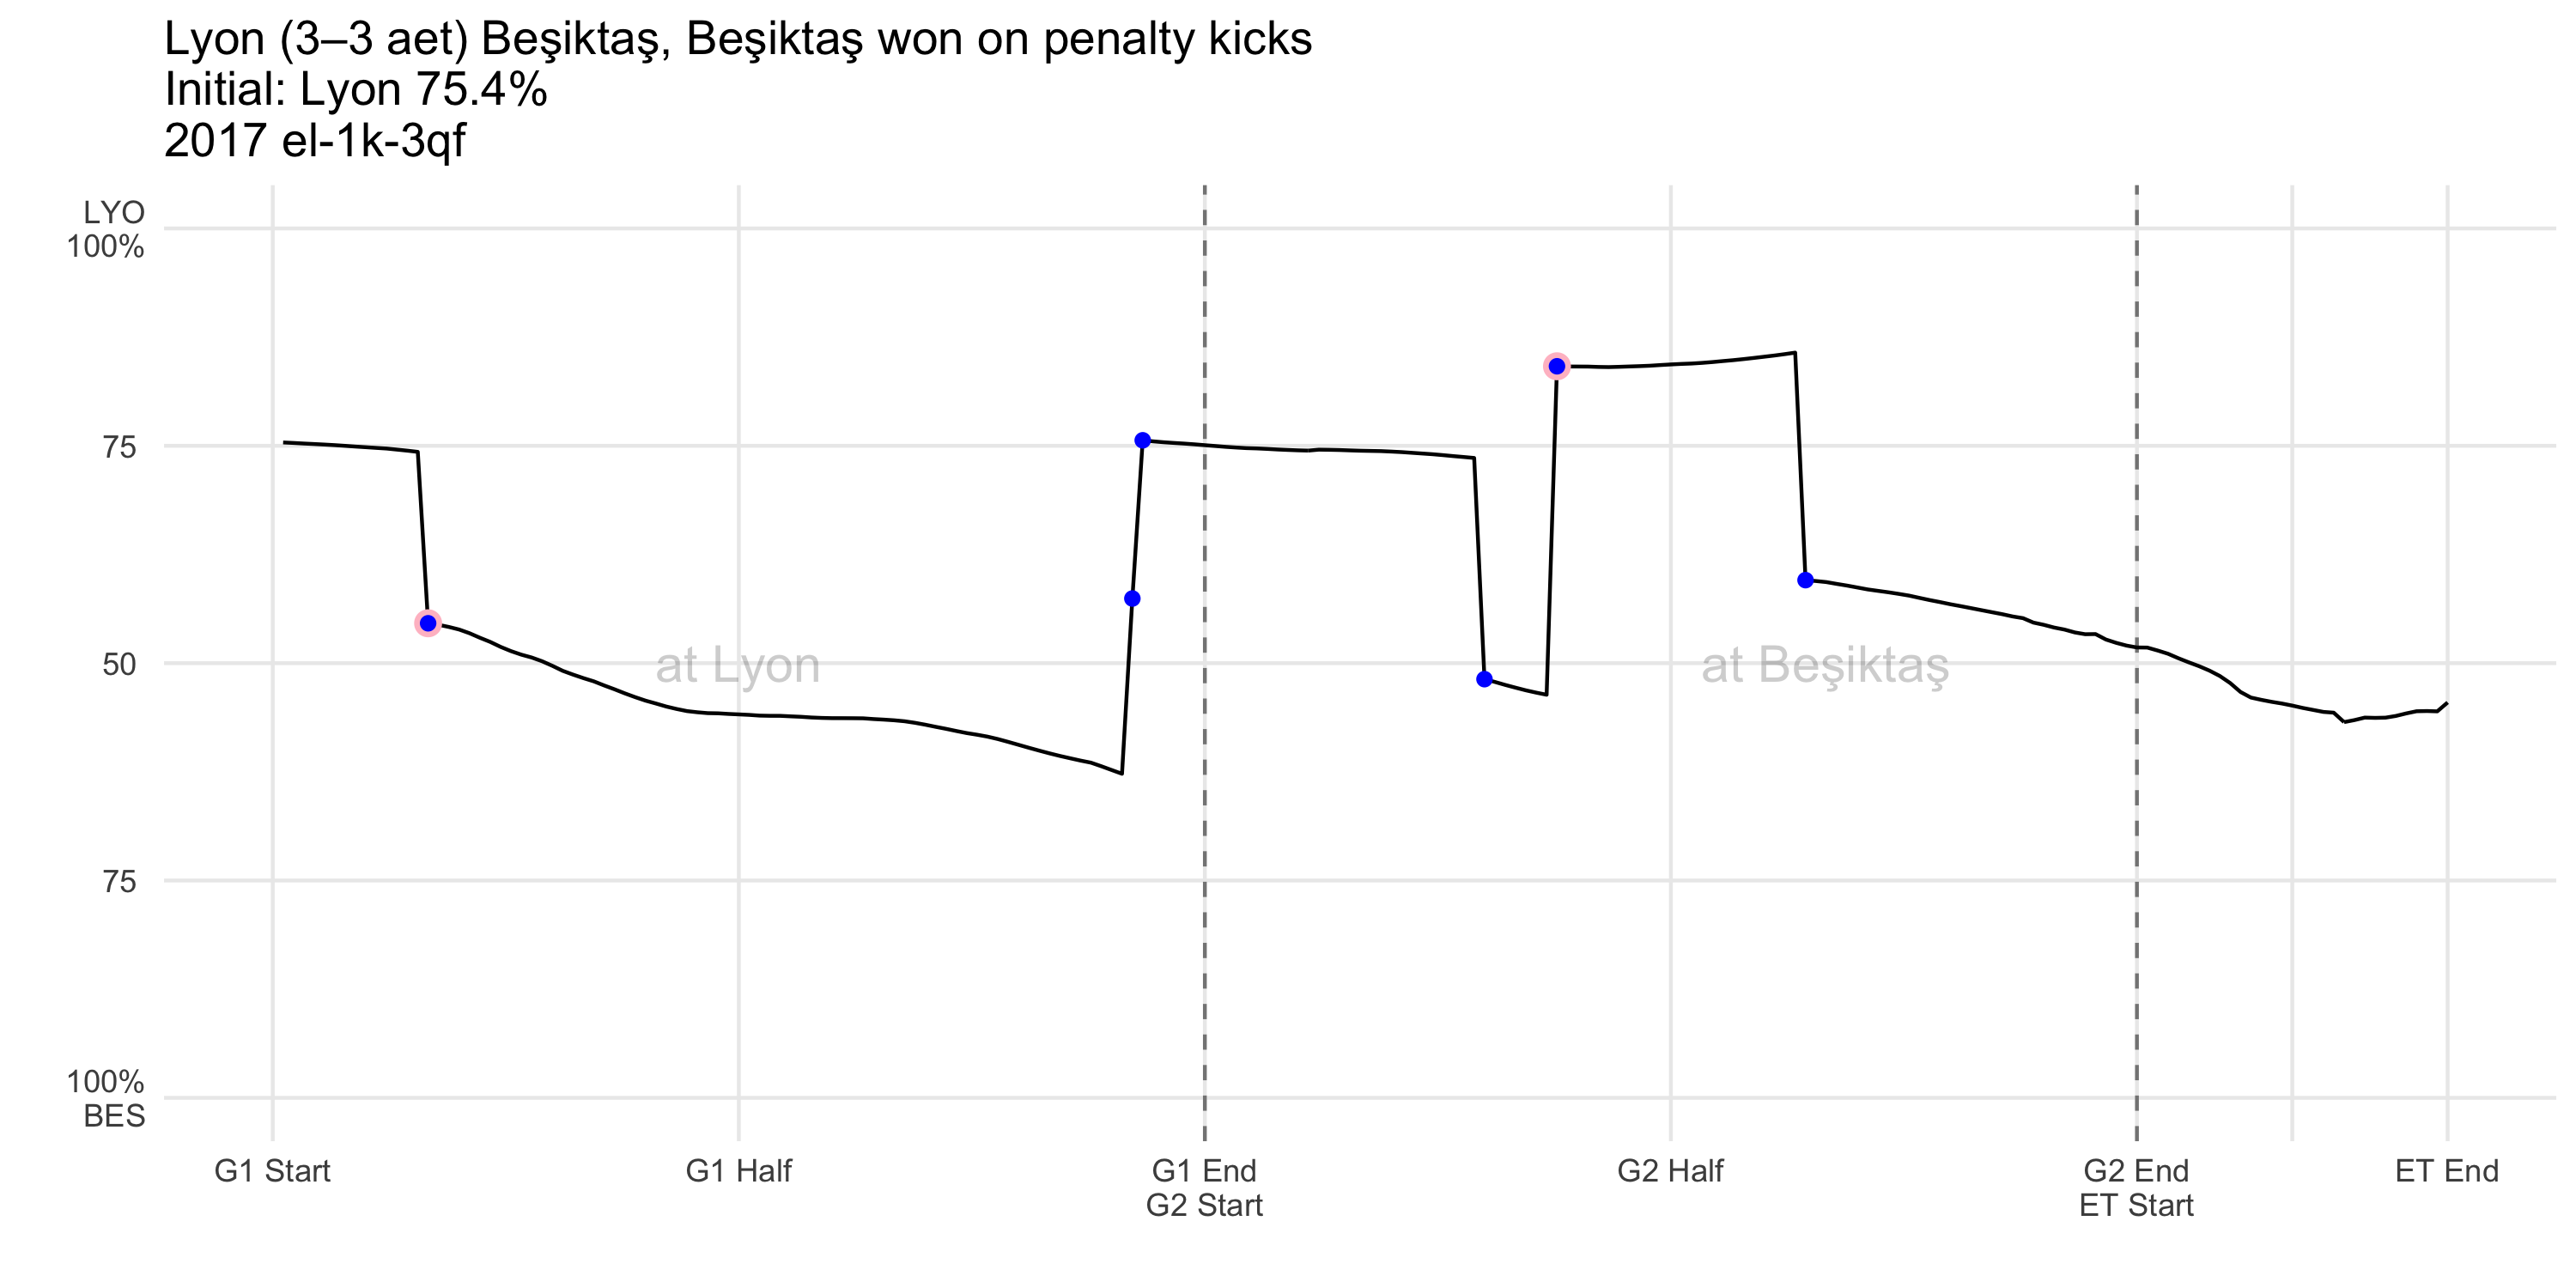 Lyon (3–3 aet) Beşiktaş, Beşiktaş won on penalty kicks
Initial: Lyon 75.4%
2017 el-1k-3qf
LYO
100%
75
50
75
100%
BES
at Lyon
at Beşiktaş
G1 Start
G1 Half
G1 End
G2 Start
G2 Half
G2 End
ET Start
ET End